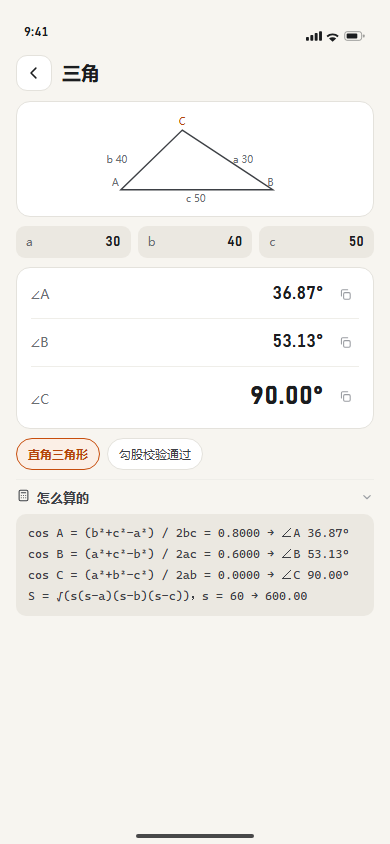 9:41
三角
C
b 40
a 30
A
B
c 50
a 30
b 40
c 50
∠A 36.87°
∠B 53.13°
∠C 90.00°
直角三角形 勾股校验通过
怎么算的
cos A = (b²+c²−a²) / 2bc = 0.8000 → ∠A 36.87°
cos B = (a²+c²−b²) / 2ac = 0.6000 → ∠B 53.13°
cos C = (a²+b²−c²) / 2ab = 0.0000 → ∠C 90.00°
S = √(s(s−a)(s−b)(s−c)), s = 60 → 600.00